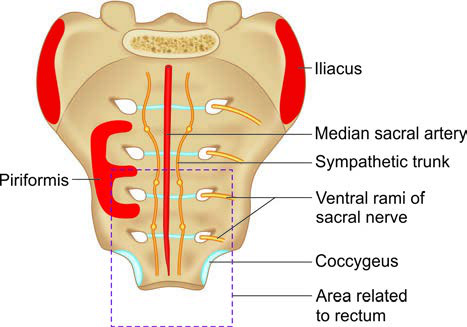 Iliacus
Median sacral artery
Sympathetic trunk
Piriformis
Ventral rami of
sacral nerve
Coccygeus
Area related
to rectum